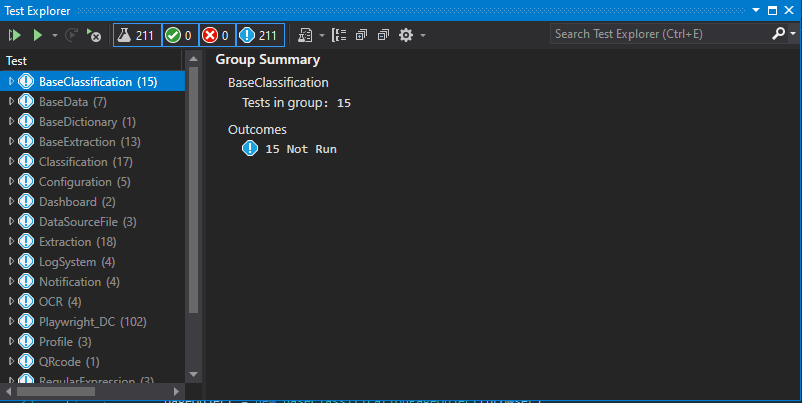 Test Explorer
211 0 0 211
Search Test Explorer (Ctrl+E)
Test
BaseClassification (15)
BaseData (7)
BaseDictionary (1)
BaseExtraction (13)
Classification (17)
Configuration (5)
Dashboard (2)
DataSourceFile (3)
Extraction (18)
LogSystem (4)
Notification (4)
OCR (4)
Playwright_DC (102)
Profile (3)
QRcode (1)
RegularExpression (3)
Group Summary
BaseClassification
Tests in group: 15
Outcomes
15 Not Run